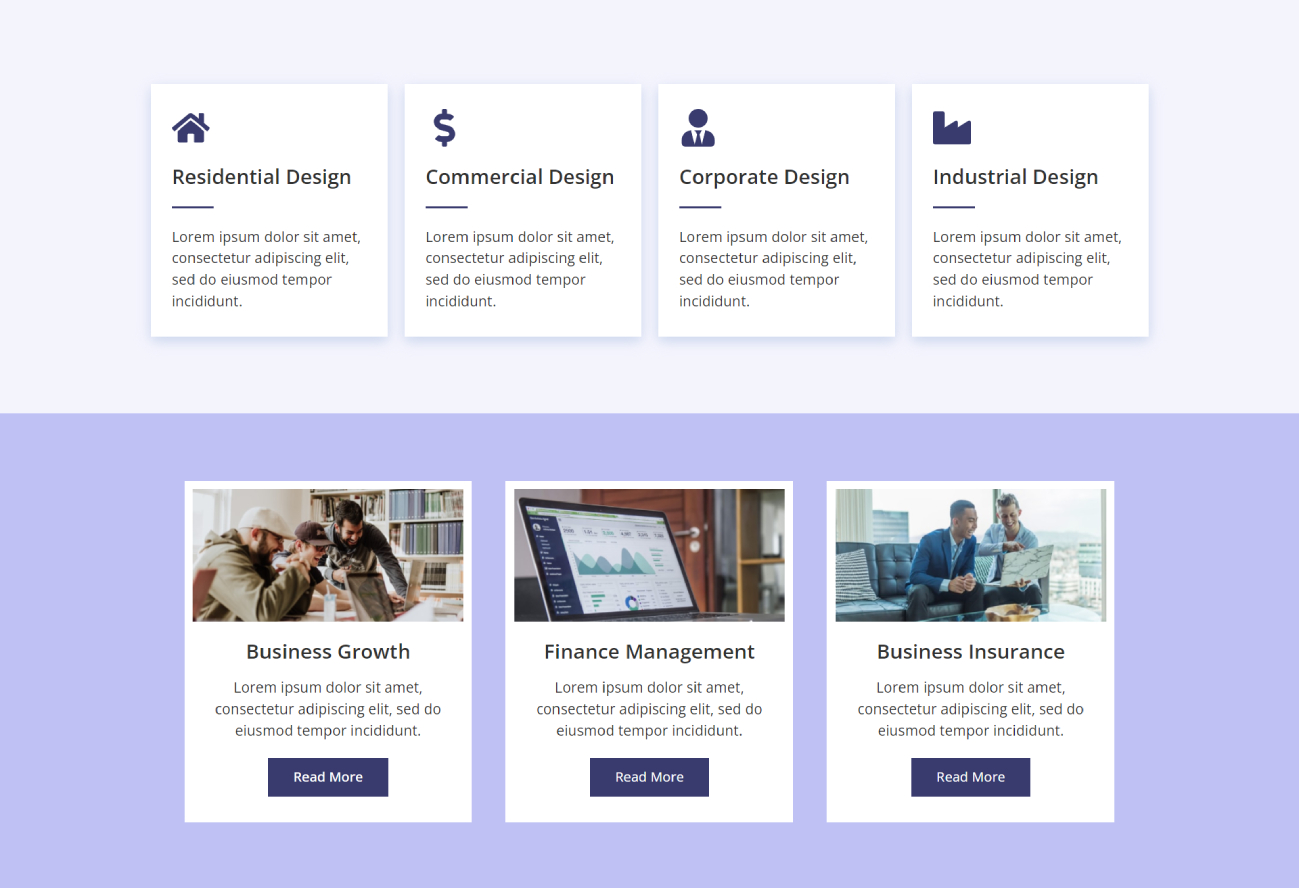 Residential Design
Lorem ipsum dolor sit amet,
consectetur adipiscing elit,
sed do eiusmod tempor
incididunt.
Commercial Design
Lorem ipsum dolor sit amet,
consectetur adipiscing elit,
sed do eiusmod tempor
incididunt.
Corporate Design
Lorem ipsum dolor sit amet,
consectetur adipiscing elit,
sed do eiusmod tempor
incididunt.
Industrial Design
Lorem ipsum dolor sit amet,
consectetur adipiscing elit,
sed do eiusmod tempor
incididunt.
Business Growth
Lorem ipsum dolor sit amet,
consectetur adipiscing elit, sed do
eiusmod tempor incididunt.
Read More
Finance Management
Lorem ipsum dolor sit amet,
consectetur adipiscing elit, sed do
eiusmod tempor incididunt.
Read More
Business Insurance
Lorem ipsum dolor sit amet,
consectetur adipiscing elit, sed do
eiusmod tempor incididunt.
Read More